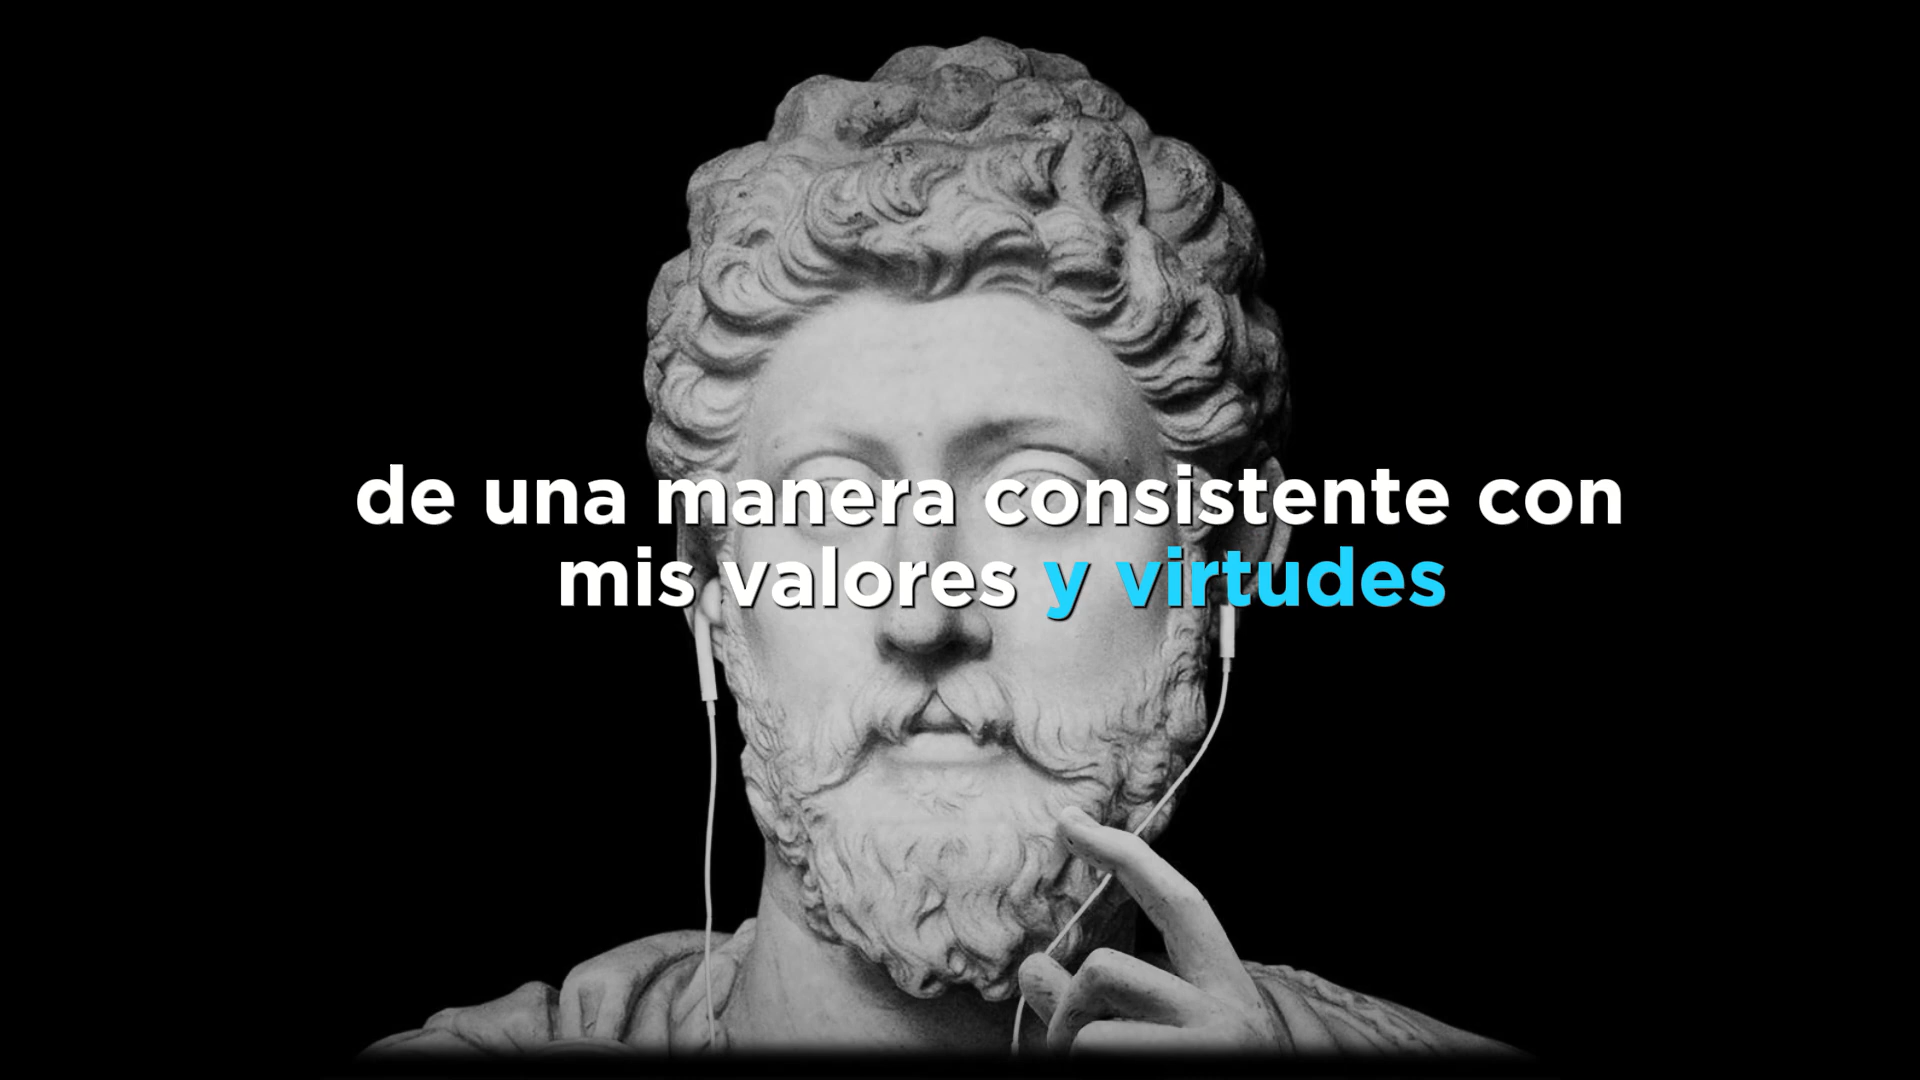 de una manera consistente con
mis valores y virtudes